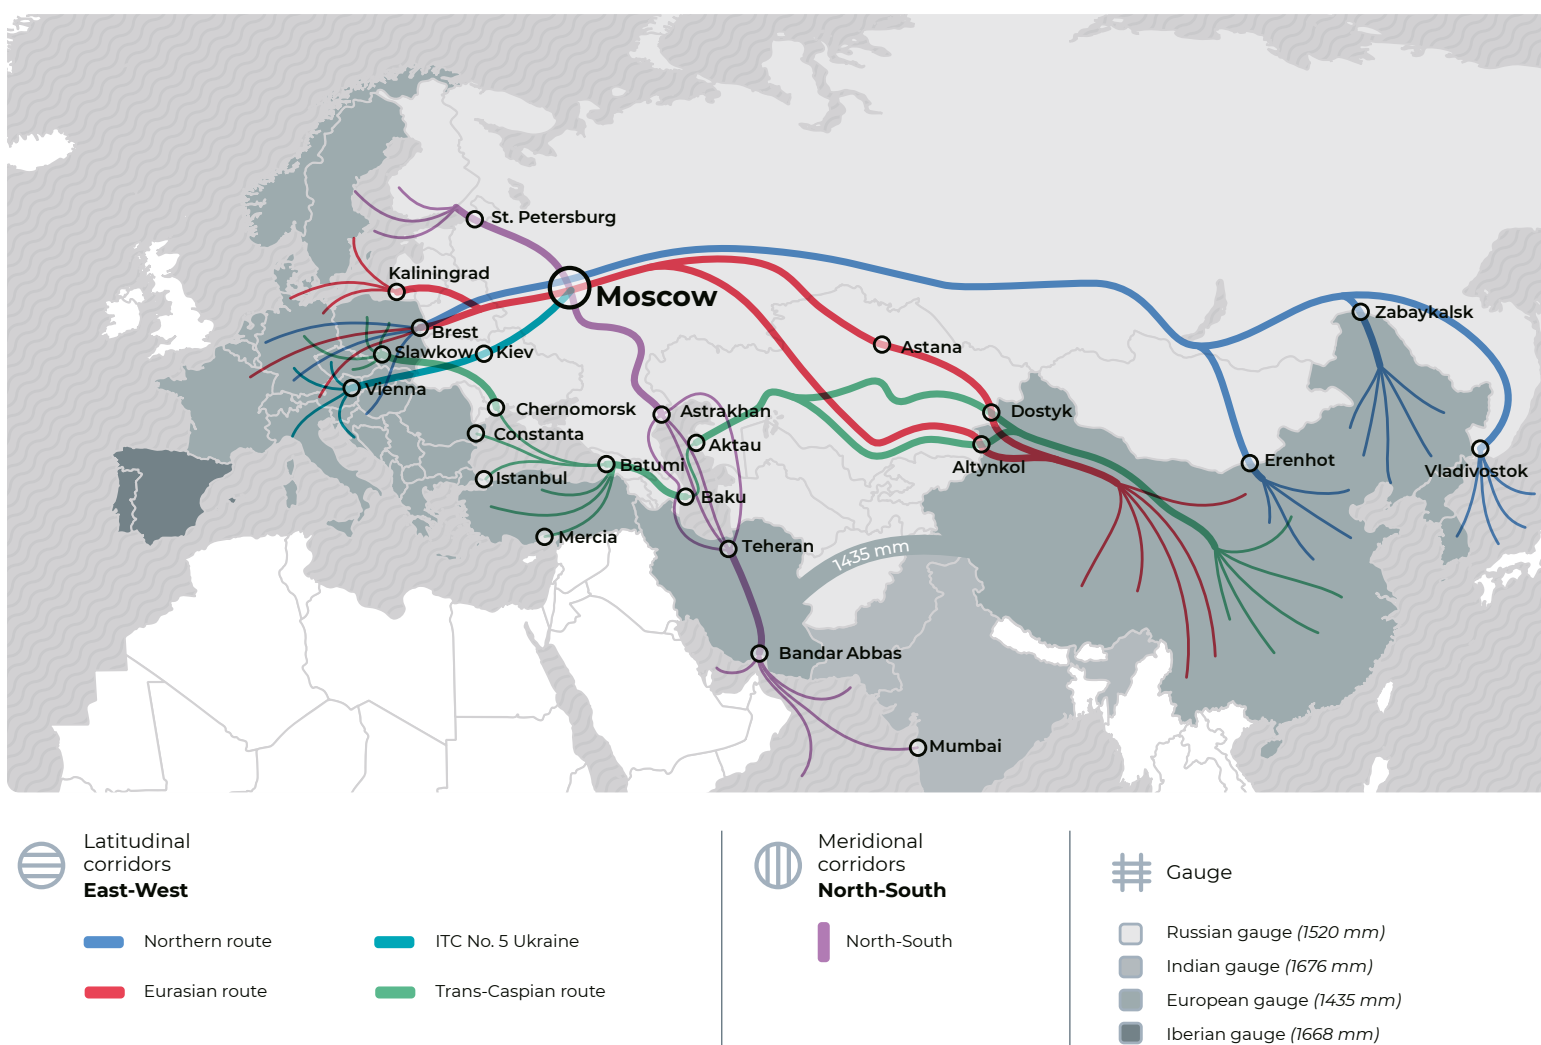 St. Petersburg
Kaliningrad
Moscow
Zabaykalsk
Brest
Slawkow
Kiev
Astana
Vienna
Chernomorsk
Astrakhan
Dostyk
Constanta
Aktau
Batumi
Altynkol
Erenhot
Vladivostok
Istanbul
Baku
Mercia
Teheran
1435 mm
Bandar Abbas
Mumbai
Latitudinal
corridors
East-West
Northern route
ITC No. 5 Ukraine
Eurasian route
Trans-Caspian route
Meridional
corridors
North-South
North-South
Gauge
Russian gauge (1520 mm)
Indian gauge (1676 mm)
European gauge (1435 mm)
Iberian gauge (1668 mm)